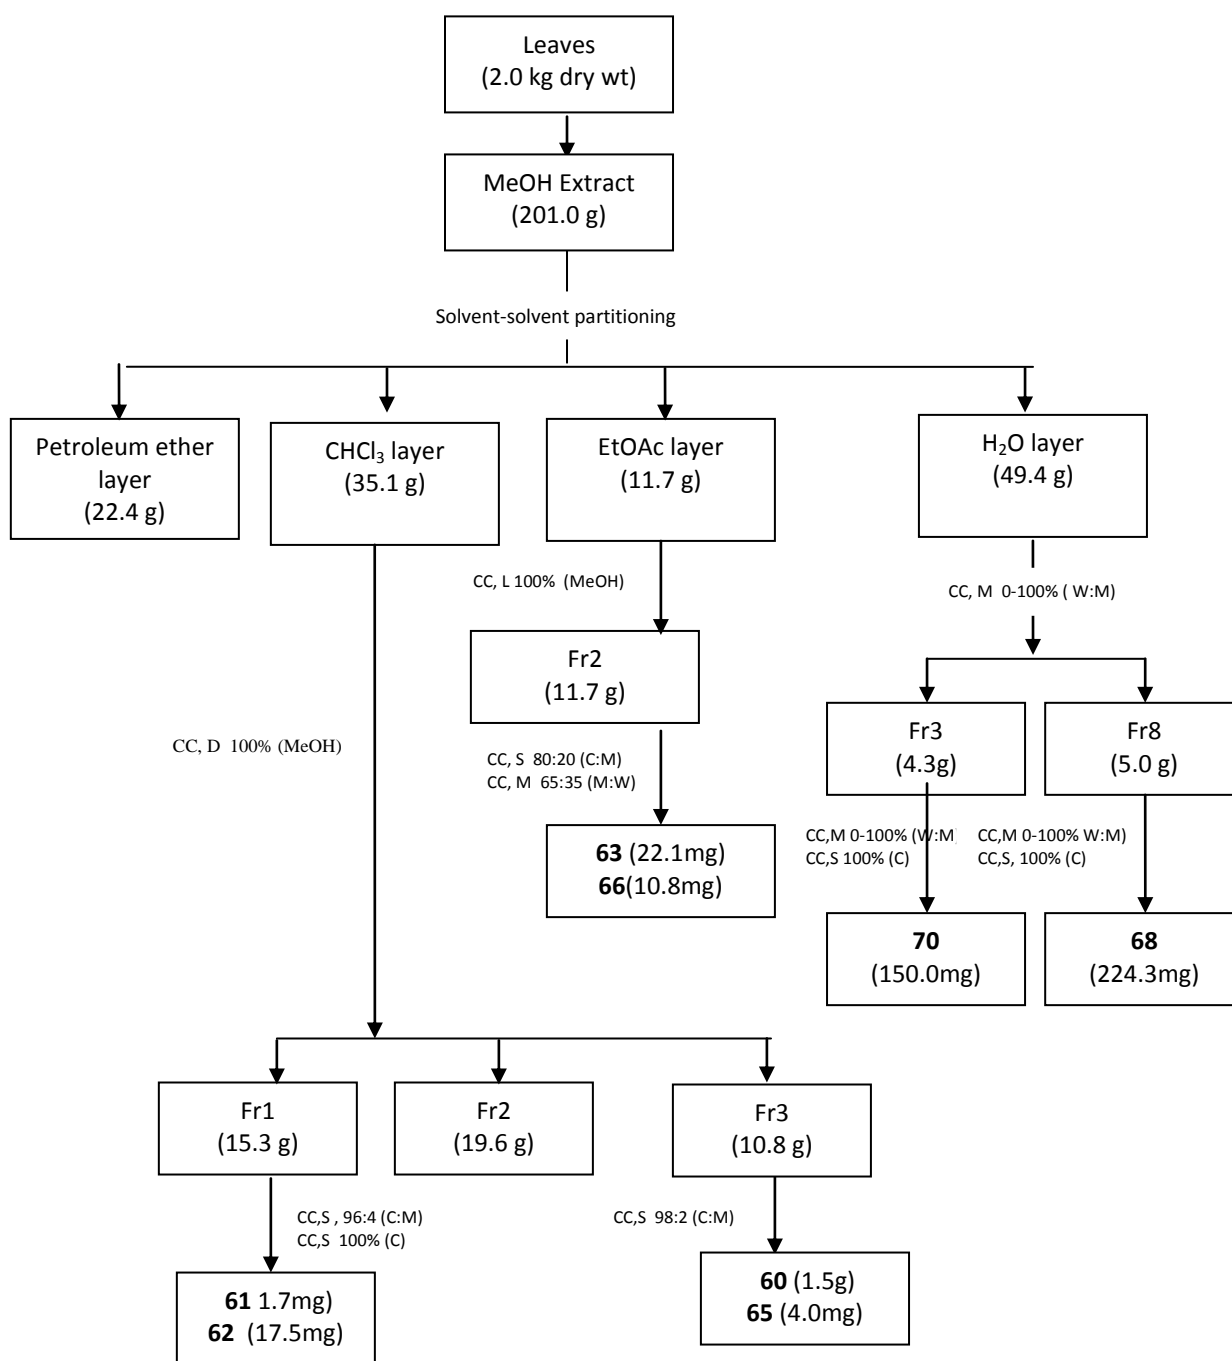 Leaves
(2.0 kg dry wt)
MeOH Extract
(201.0 g)
Solvent-solvent partitioning
Petroleum ether
layer
(22.4 g)
CHCl₃ layer
(35.1 g)
EtOAc layer
(11.7 g)
H₂O layer
(49.4 g)
CC, L 100% (MeOH)
CC, M 0-100% ( W:M)
Fr2
(11.7 g)
Fr3
(4.3g)
Fr8
(5.0 g)
CC, D 100% (MeOH)
CC, S 80:20 (C:M)
CC, M 65:35 (M:W)
CC,M 0-100% (W:M
CC,S 100% (C)
CC,M 0-100% W:M)
CC,S, 100% (C)
63 (22.1mg)
66(10.8mg)
70
(150.0mg)
68
(224.3mg)
Fr1
(15.3 g)
Fr2
(19.6 g)
Fr3
(10.8 g)
CC,S , 96:4 (C:M)
CC,S 100% (C)
CC,S 98:2 (C:M)
61 1.7mg)
62 (17.5mg)
60 (1.5g)
65 (4.0mg)